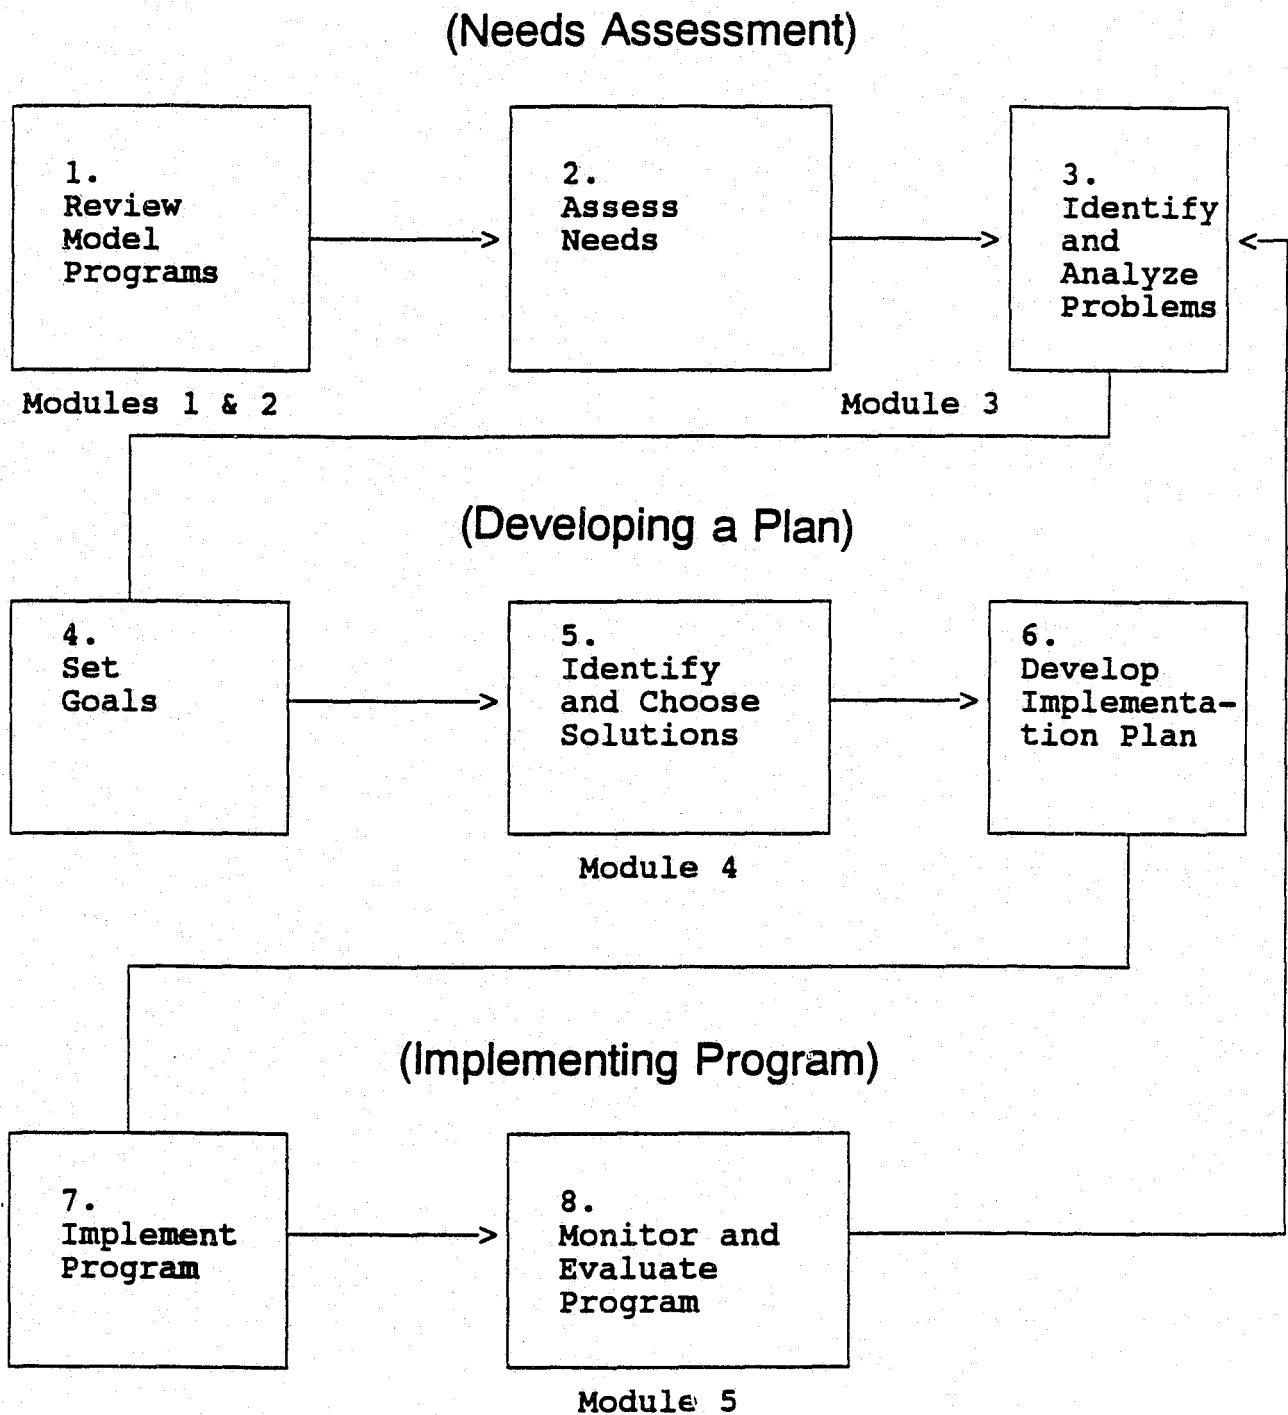 (Needs Assessment)
1.
Review
Model
Programs
2.
Assess
Needs
3.
Identify
and
Analyze
Problems
Modules 1 & 2
Module 3
(Developing a Plan)
4.
Set
Goals
5.
Identify
and Choose
Solutions
6.
Develop
Implementa-
tion Plan
Module 4
(Implementing Program)
7.
Implement
Program
8.
Monitor and
Evaluate
Program
Module 5